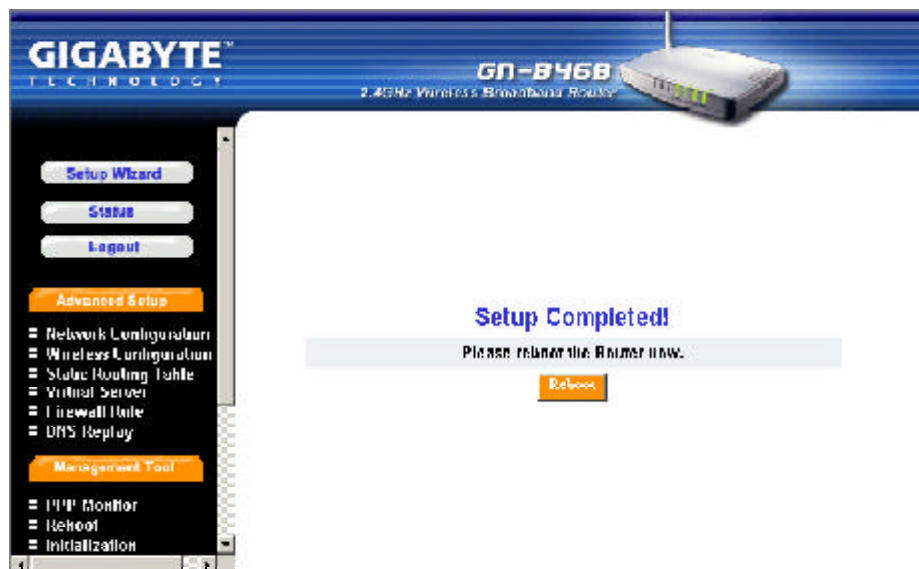 GIGABYTE™
TECHNOLOGY
GN-B46B
2.4GHz Wireless Broadband Router
Setup Wizard
Status
Logout
Advanced Setup
Network Configuration
Wireless Configuration
Static Routing Table
Virtual Server
Firewall Rule
DNS Replay
Management Tool
PPP Monitor
Reboot
Initialization
Setup Completed!
Please reboot the Router now.
Reboot